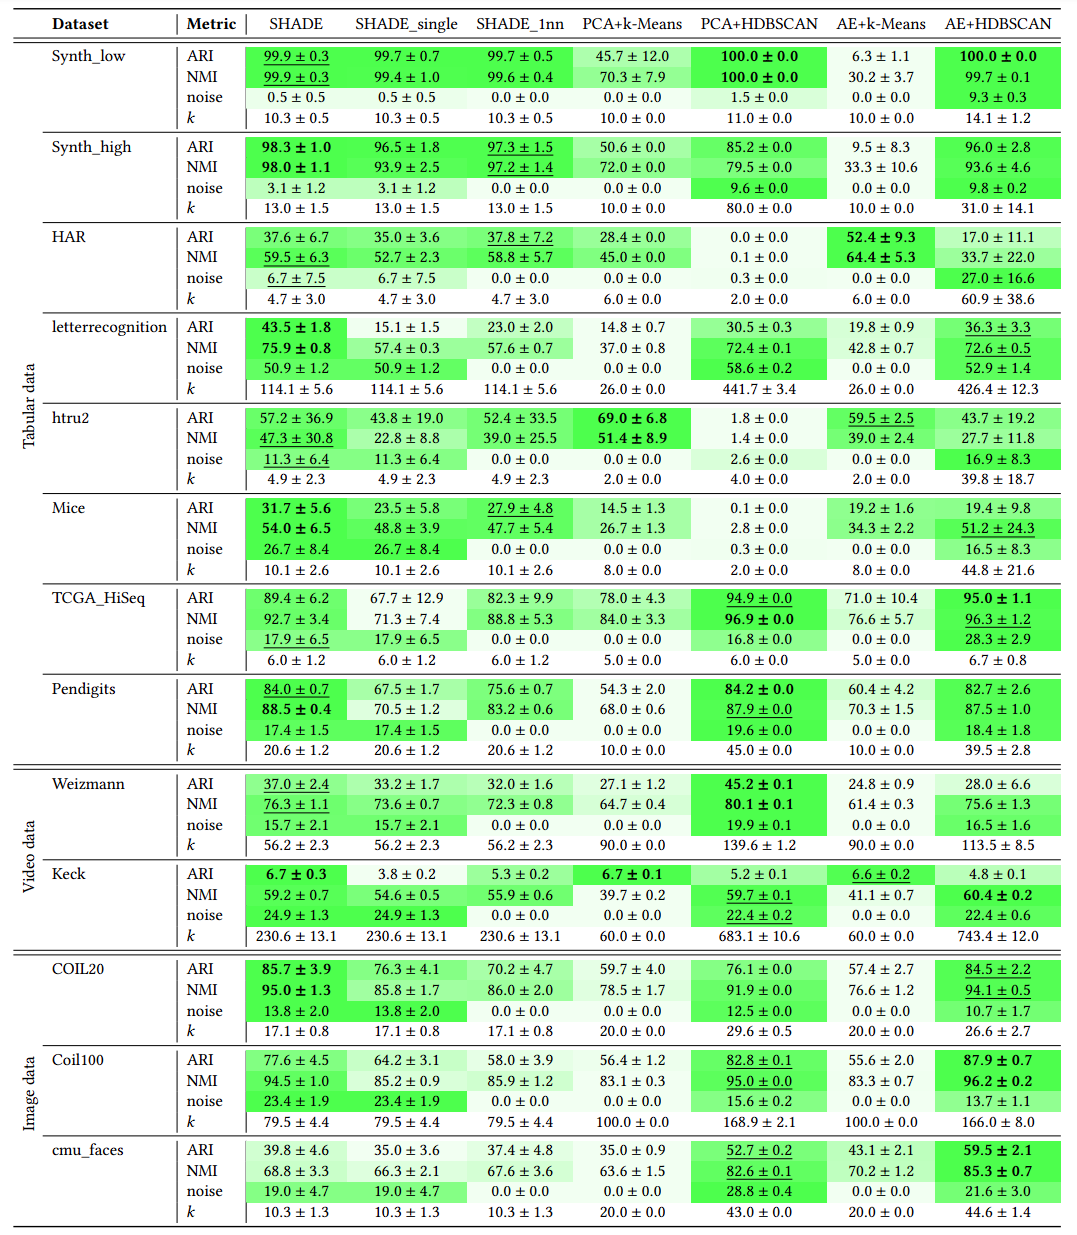 Dataset Metric SHADE SHADE_single SHADE_1nn PCA+k-Means PCA+HDBSCAN AE+k-Means AE+HDBSCAN
Tabular data
Synth_low ARI 99.9 ± 0.3 99.7 ± 0.7 99.7 ± 0.5 45.7 ± 12.0 100.0 ± 0.0 6.3 ± 1.1 100.0 ± 0.0
NMI 99.9 ± 0.3 99.4 ± 1.0 99.6 ± 0.4 70.3 ± 7.9 100.0 ± 0.0 30.2 ± 3.7 99.7 ± 0.1
noise 0.5 ± 0.5 0.5 ± 0.5 0.0 ± 0.0 0.0 ± 0.0 1.5 ± 0.0 0.0 ± 0.0 9.3 ± 0.3
k 10.3 ± 0.5 10.3 ± 0.5 10.3 ± 0.5 10.0 ± 0.0 11.0 ± 0.0 10.0 ± 0.0 14.1 ± 1.2
Synth_high ARI 98.3 ± 1.0 96.5 ± 1.8 97.3 ± 1.5 50.6 ± 0.0 85.2 ± 0.0 9.5 ± 8.3 96.0 ± 2.8
NMI 98.0 ± 1.1 93.9 ± 2.5 97.2 ± 1.4 72.0 ± 0.0 79.5 ± 0.0 33.3 ± 10.6 93.6 ± 4.6
noise 3.1 ± 1.2 3.1 ± 1.2 0.0 ± 0.0 0.0 ± 0.0 9.6 ± 0.0 0.0 ± 0.0 9.8 ± 0.2
k 13.0 ± 1.5 13.0 ± 1.5 13.0 ± 1.5 10.0 ± 0.0 80.0 ± 0.0 10.0 ± 0.0 31.0 ± 14.1
HAR ARI 37.6 ± 6.7 35.0 ± 3.6 37.8 ± 7.2 28.4 ± 0.0 0.0 ± 0.0 52.4 ± 9.3 17.0 ± 11.1
NMI 59.5 ± 6.3 52.7 ± 2.3 58.8 ± 5.7 45.0 ± 0.0 0.1 ± 0.0 64.4 ± 5.3 33.7 ± 22.0
noise 6.7 ± 7.5 6.7 ± 7.5 0.0 ± 0.0 0.0 ± 0.0 0.3 ± 0.0 0.0 ± 0.0 27.0 ± 16.6
k 4.7 ± 3.0 4.7 ± 3.0 4.7 ± 3.0 6.0 ± 0.0 2.0 ± 0.0 6.0 ± 0.0 60.9 ± 38.6
letterrecognition ARI 43.5 ± 1.8 15.1 ± 1.5 23.0 ± 2.0 14.8 ± 0.7 30.5 ± 0.3 19.8 ± 0.9 36.3 ± 3.3
NMI 75.9 ± 0.8 57.4 ± 0.3 57.6 ± 0.7 37.0 ± 0.8 72.4 ± 0.1 42.8 ± 0.7 72.6 ± 0.5
noise 50.9 ± 1.2 50.9 ± 1.2 0.0 ± 0.0 0.0 ± 0.0 58.6 ± 0.2 0.0 ± 0.0 52.9 ± 1.4
k 114.1 ± 5.6 114.1 ± 5.6 114.1 ± 5.6 26.0 ± 0.0 441.7 ± 3.4 26.0 ± 0.0 426.4 ± 12.3
htru2 ARI 57.2 ± 36.9 43.8 ± 19.0 52.4 ± 33.5 69.0 ± 6.8 1.8 ± 0.0 59.5 ± 2.5 43.7 ± 19.2
NMI 47.3 ± 30.8 22.8 ± 8.8 39.0 ± 25.5 51.4 ± 8.9 1.4 ± 0.0 39.0 ± 2.4 27.7 ± 11.8
noise 11.3 ± 6.4 11.3 ± 6.4 0.0 ± 0.0 0.0 ± 0.0 2.6 ± 0.0 0.0 ± 0.0 16.9 ± 8.3
k 4.9 ± 2.3 4.9 ± 2.3 4.9 ± 2.3 2.0 ± 0.0 4.0 ± 0.0 2.0 ± 0.0 39.8 ± 18.7
Mice ARI 31.7 ± 5.6 23.5 ± 5.8 27.9 ± 4.8 14.5 ± 1.3 0.1 ± 0.0 19.2 ± 1.6 19.4 ± 9.8
NMI 54.0 ± 6.5 48.8 ± 3.9 47.7 ± 5.4 26.7 ± 1.3 2.8 ± 0.0 34.3 ± 2.2 51.2 ± 24.3
noise 26.7 ± 8.4 26.7 ± 8.4 0.0 ± 0.0 0.0 ± 0.0 0.3 ± 0.0 0.0 ± 0.0 16.5 ± 8.3
k 10.1 ± 2.6 10.1 ± 2.6 10.1 ± 2.6 8.0 ± 0.0 2.0 ± 0.0 8.0 ± 0.0 44.8 ± 21.6
TCGA_HiSeq ARI 89.4 ± 6.2 67.7 ± 12.9 82.3 ± 9.9 78.0 ± 4.3 94.9 ± 0.0 71.0 ± 10.4 95.0 ± 1.1
NMI 92.7 ± 3.4 71.3 ± 7.4 88.8 ± 5.3 84.0 ± 3.3 96.9 ± 0.0 76.6 ± 5.7 96.3 ± 1.2
noise 17.9 ± 6.5 17.9 ± 6.5 0.0 ± 0.0 0.0 ± 0.0 16.8 ± 0.0 0.0 ± 0.0 28.3 ± 2.9
k 6.0 ± 1.2 6.0 ± 1.2 6.0 ± 1.2 5.0 ± 0.0 6.0 ± 0.0 5.0 ± 0.0 6.7 ± 0.8
Pendigits ARI 84.0 ± 0.7 67.5 ± 1.7 75.6 ± 0.7 54.3 ± 2.0 84.2 ± 0.0 60.4 ± 4.2 82.7 ± 2.6
NMI 88.5 ± 0.4 70.5 ± 1.2 83.2 ± 0.6 68.0 ± 0.6 87.9 ± 0.0 70.3 ± 1.5 87.5 ± 1.0
noise 17.4 ± 1.5 17.4 ± 1.5 0.0 ± 0.0 0.0 ± 0.0 19.6 ± 0.0 0.0 ± 0.0 18.4 ± 1.8
k 20.6 ± 1.2 20.6 ± 1.2 20.6 ± 1.2 10.0 ± 0.0 45.0 ± 0.0 10.0 ± 0.0 39.5 ± 2.8
Video data
Weizmann ARI 37.0 ± 2.4 33.2 ± 1.7 32.0 ± 1.6 27.1 ± 1.2 45.2 ± 0.1 24.8 ± 0.9 28.0 ± 6.6
NMI 76.3 ± 1.1 73.6 ± 0.7 72.3 ± 0.8 64.7 ± 0.4 80.1 ± 0.1 61.4 ± 0.3 75.6 ± 1.3
noise 15.7 ± 2.1 15.7 ± 2.1 0.0 ± 0.0 0.0 ± 0.0 19.9 ± 0.1 0.0 ± 0.0 16.5 ± 1.6
k 56.2 ± 2.3 56.2 ± 2.3 56.2 ± 2.3 90.0 ± 0.0 139.6 ± 1.2 90.0 ± 0.0 113.5 ± 8.5
Keck ARI 6.7 ± 0.3 3.8 ± 0.2 5.3 ± 0.2 6.7 ± 0.1 5.2 ± 0.1 6.6 ± 0.2 4.8 ± 0.1
NMI 59.2 ± 0.7 54.6 ± 0.5 55.9 ± 0.6 39.7 ± 0.2 59.7 ± 0.1 41.1 ± 0.7 60.4 ± 0.2
noise 24.9 ± 1.3 24.9 ± 1.3 0.0 ± 0.0 0.0 ± 0.0 22.4 ± 0.2 0.0 ± 0.0 22.4 ± 0.6
k 230.6 ± 13.1 230.6 ± 13.1 230.6 ± 13.1 60.0 ± 0.0 683.1 ± 10.6 60.0 ± 0.0 743.4 ± 12.0
Image data
COIL20 ARI 85.7 ± 3.9 76.3 ± 4.1 70.2 ± 4.7 59.7 ± 4.0 76.1 ± 0.0 57.4 ± 2.7 84.5 ± 2.2
NMI 95.0 ± 1.3 85.8 ± 1.7 86.0 ± 2.0 78.5 ± 1.7 91.9 ± 0.0 76.6 ± 1.2 94.1 ± 0.5
noise 13.8 ± 2.0 13.8 ± 2.0 0.0 ± 0.0 0.0 ± 0.0 12.5 ± 0.0 0.0 ± 0.0 10.7 ± 1.7
k 17.1 ± 0.8 17.1 ± 0.8 17.1 ± 0.8 20.0 ± 0.0 29.6 ± 0.5 20.0 ± 0.0 26.6 ± 2.7
Coil100 ARI 77.6 ± 4.5 64.2 ± 3.1 58.0 ± 3.9 56.4 ± 1.2 82.8 ± 0.1 55.6 ± 2.0 87.9 ± 0.7
NMI 94.5 ± 1.0 85.2 ± 0.9 85.9 ± 1.2 83.1 ± 0.3 95.0 ± 0.0 83.3 ± 0.7 96.2 ± 0.2
noise 23.4 ± 1.9 23.4 ± 1.9 0.0 ± 0.0 0.0 ± 0.0 15.6 ± 0.2 0.0 ± 0.0 13.7 ± 1.1
k 79.5 ± 4.4 79.5 ± 4.4 79.5 ± 4.4 100.0 ± 0.0 168.9 ± 2.1 100.0 ± 0.0 166.0 ± 8.0
cmu_faces ARI 39.8 ± 4.6 35.0 ± 3.6 37.4 ± 4.8 35.0 ± 0.9 52.7 ± 0.2 43.1 ± 2.1 59.5 ± 2.1
NMI 68.8 ± 3.3 66.3 ± 2.1 67.6 ± 3.6 63.6 ± 1.5 82.6 ± 0.1 70.2 ± 1.2 85.3 ± 0.7
noise 19.0 ± 4.7 19.0 ± 4.7 0.0 ± 0.0 0.0 ± 0.0 28.8 ± 0.4 0.0 ± 0.0 21.6 ± 3.0
k 10.3 ± 1.3 10.3 ± 1.3 10.3 ± 1.3 20.0 ± 0.0 43.0 ± 0.0 20.0 ± 0.0 44.6 ± 1.4